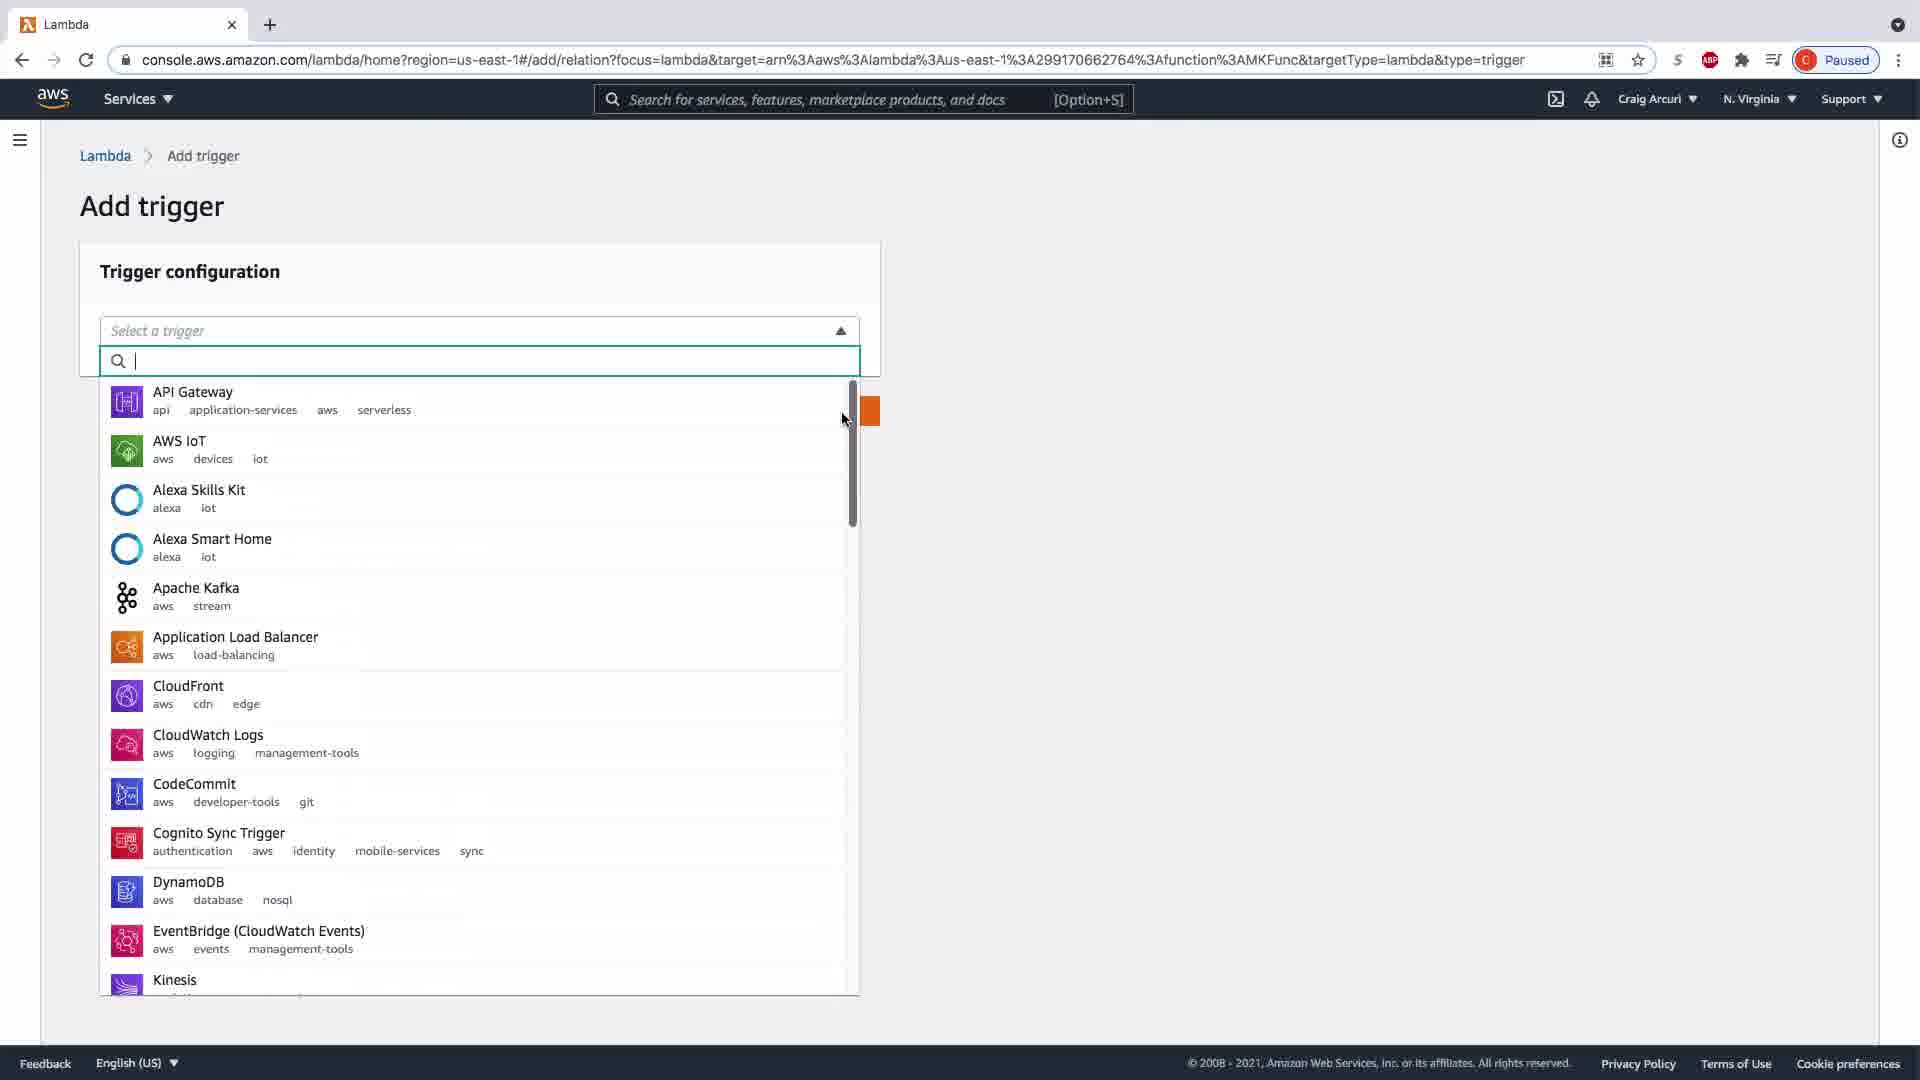 Lambda
console.aws.amazon.com/lambda/home?region=us-east-1#/add/relation?focus=lambda&target=arn%3Aaws%3Alambda%3Aus-east-1%3A299170662764%3Afunction%3AMKFunc&targetType=lambda&type=trigger
S
ABP
C
Paused
aws
Services
Search for services, features, marketplace products, and docs
[Option+S]
Craig Arcuri
N. Virginia
Support
Lambda
Add trigger
Add trigger
Trigger configuration
Select a trigger
API Gateway
api application-services aws serverless
AWS IoT
aws devices iot
Alexa Skills Kit
alexa iot
Alexa Smart Home
alexa iot
Apache Kafka
aws stream
Application Load Balancer
aws load-balancing
CloudFront
aws cdn edge
CloudWatch Logs
aws logging management-tools
CodeCommit
aws developer-tools git
Cognito Sync Trigger
authentication aws identity mobile-services sync
DynamoDB
aws database nosql
EventBridge (CloudWatch Events)
aws events management-tools
Kinesis
Feedback
English (US)
© 2008 - 2021, Amazon Web Services, Inc. or its affiliates. All rights reserved.
Privacy Policy
Terms of Use
Cookie preferences